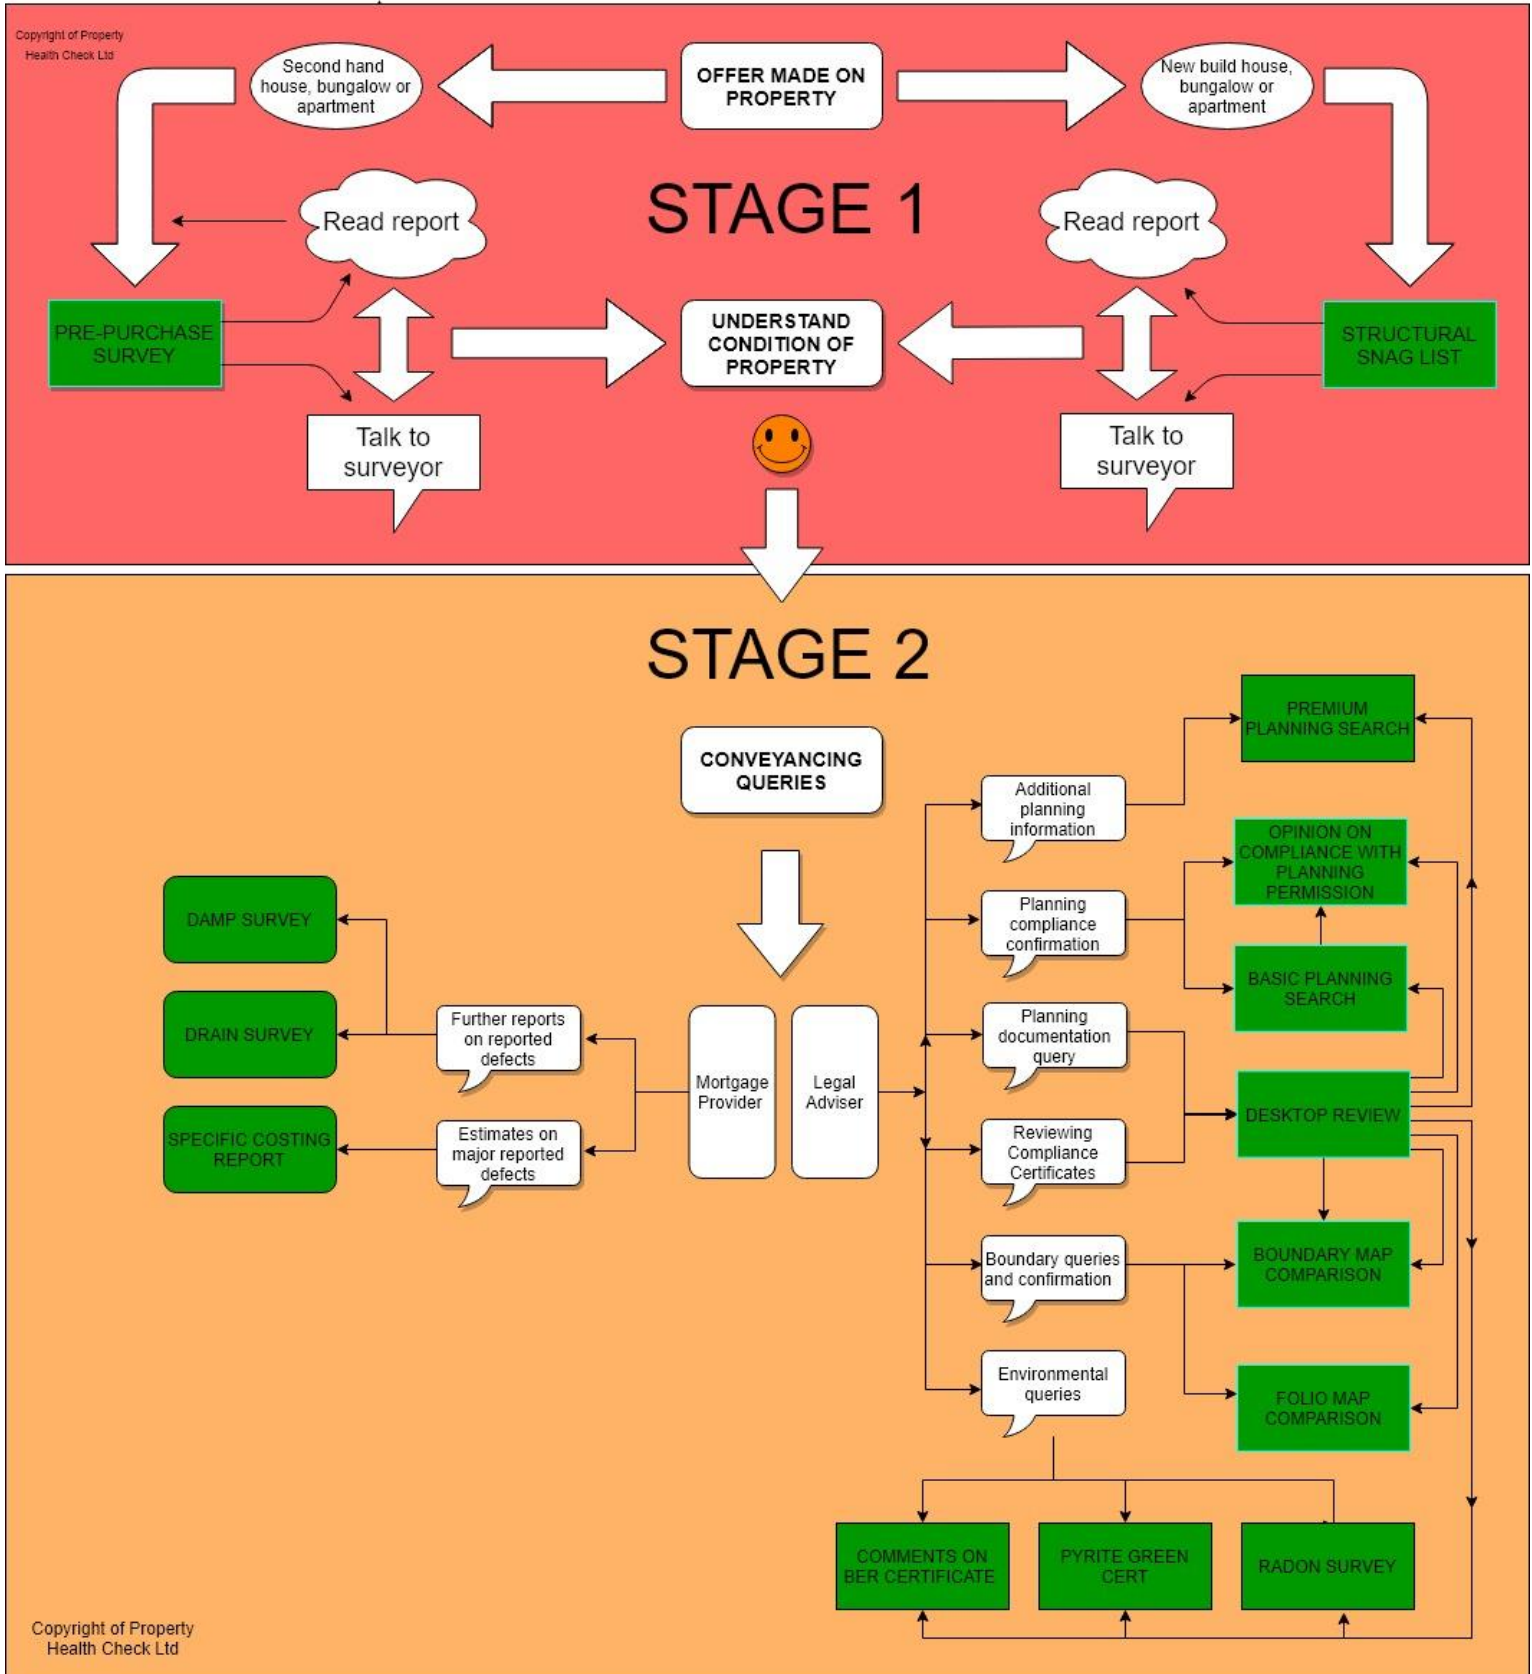 Copyright of Property
Health Check Ltd
Second hand
house, bungalow or
apartment
OFFER MADE ON
PROPERTY
New build house,
bungalow or
apartment
STAGE 1
Read report
Read report
PRE-PURCHASE
SURVEY
UNDERSTAND
CONDITION OF
PROPERTY
STRUCTURAL
SNAG LIST
Talk to
surveyor
Talk to
surveyor
STAGE 2
CONVEYANCING
QUERIES
PREMIUM
PLANNING SEARCH
Additional
planning
information
OPINION ON
COMPLIANCE WITH
PLANNING
PERMISSION
DAMP SURVEY
Planning
compliance
confirmation
BASIC PLANNING
SEARCH
DRAIN SURVEY
Further reports
on reported
defects
Mortgage
Provider
Legal
Adviser
Planning
documentation
query
DESKTOP REVIEW
SPECIFIC COSTING
REPORT
Estimates on
major reported
defects
Reviewing
Compliance
Certificates
Boundary queries
and confirmation
BOUNDARY MAP
COMPARISON
Environmental
queries
FOLIO MAP
COMPARISON
COMMENTS ON
BER CERTIFICATE
PYRITE GREEN
CERT
RADON SURVEY
Copyright of Property
Health Check Ltd